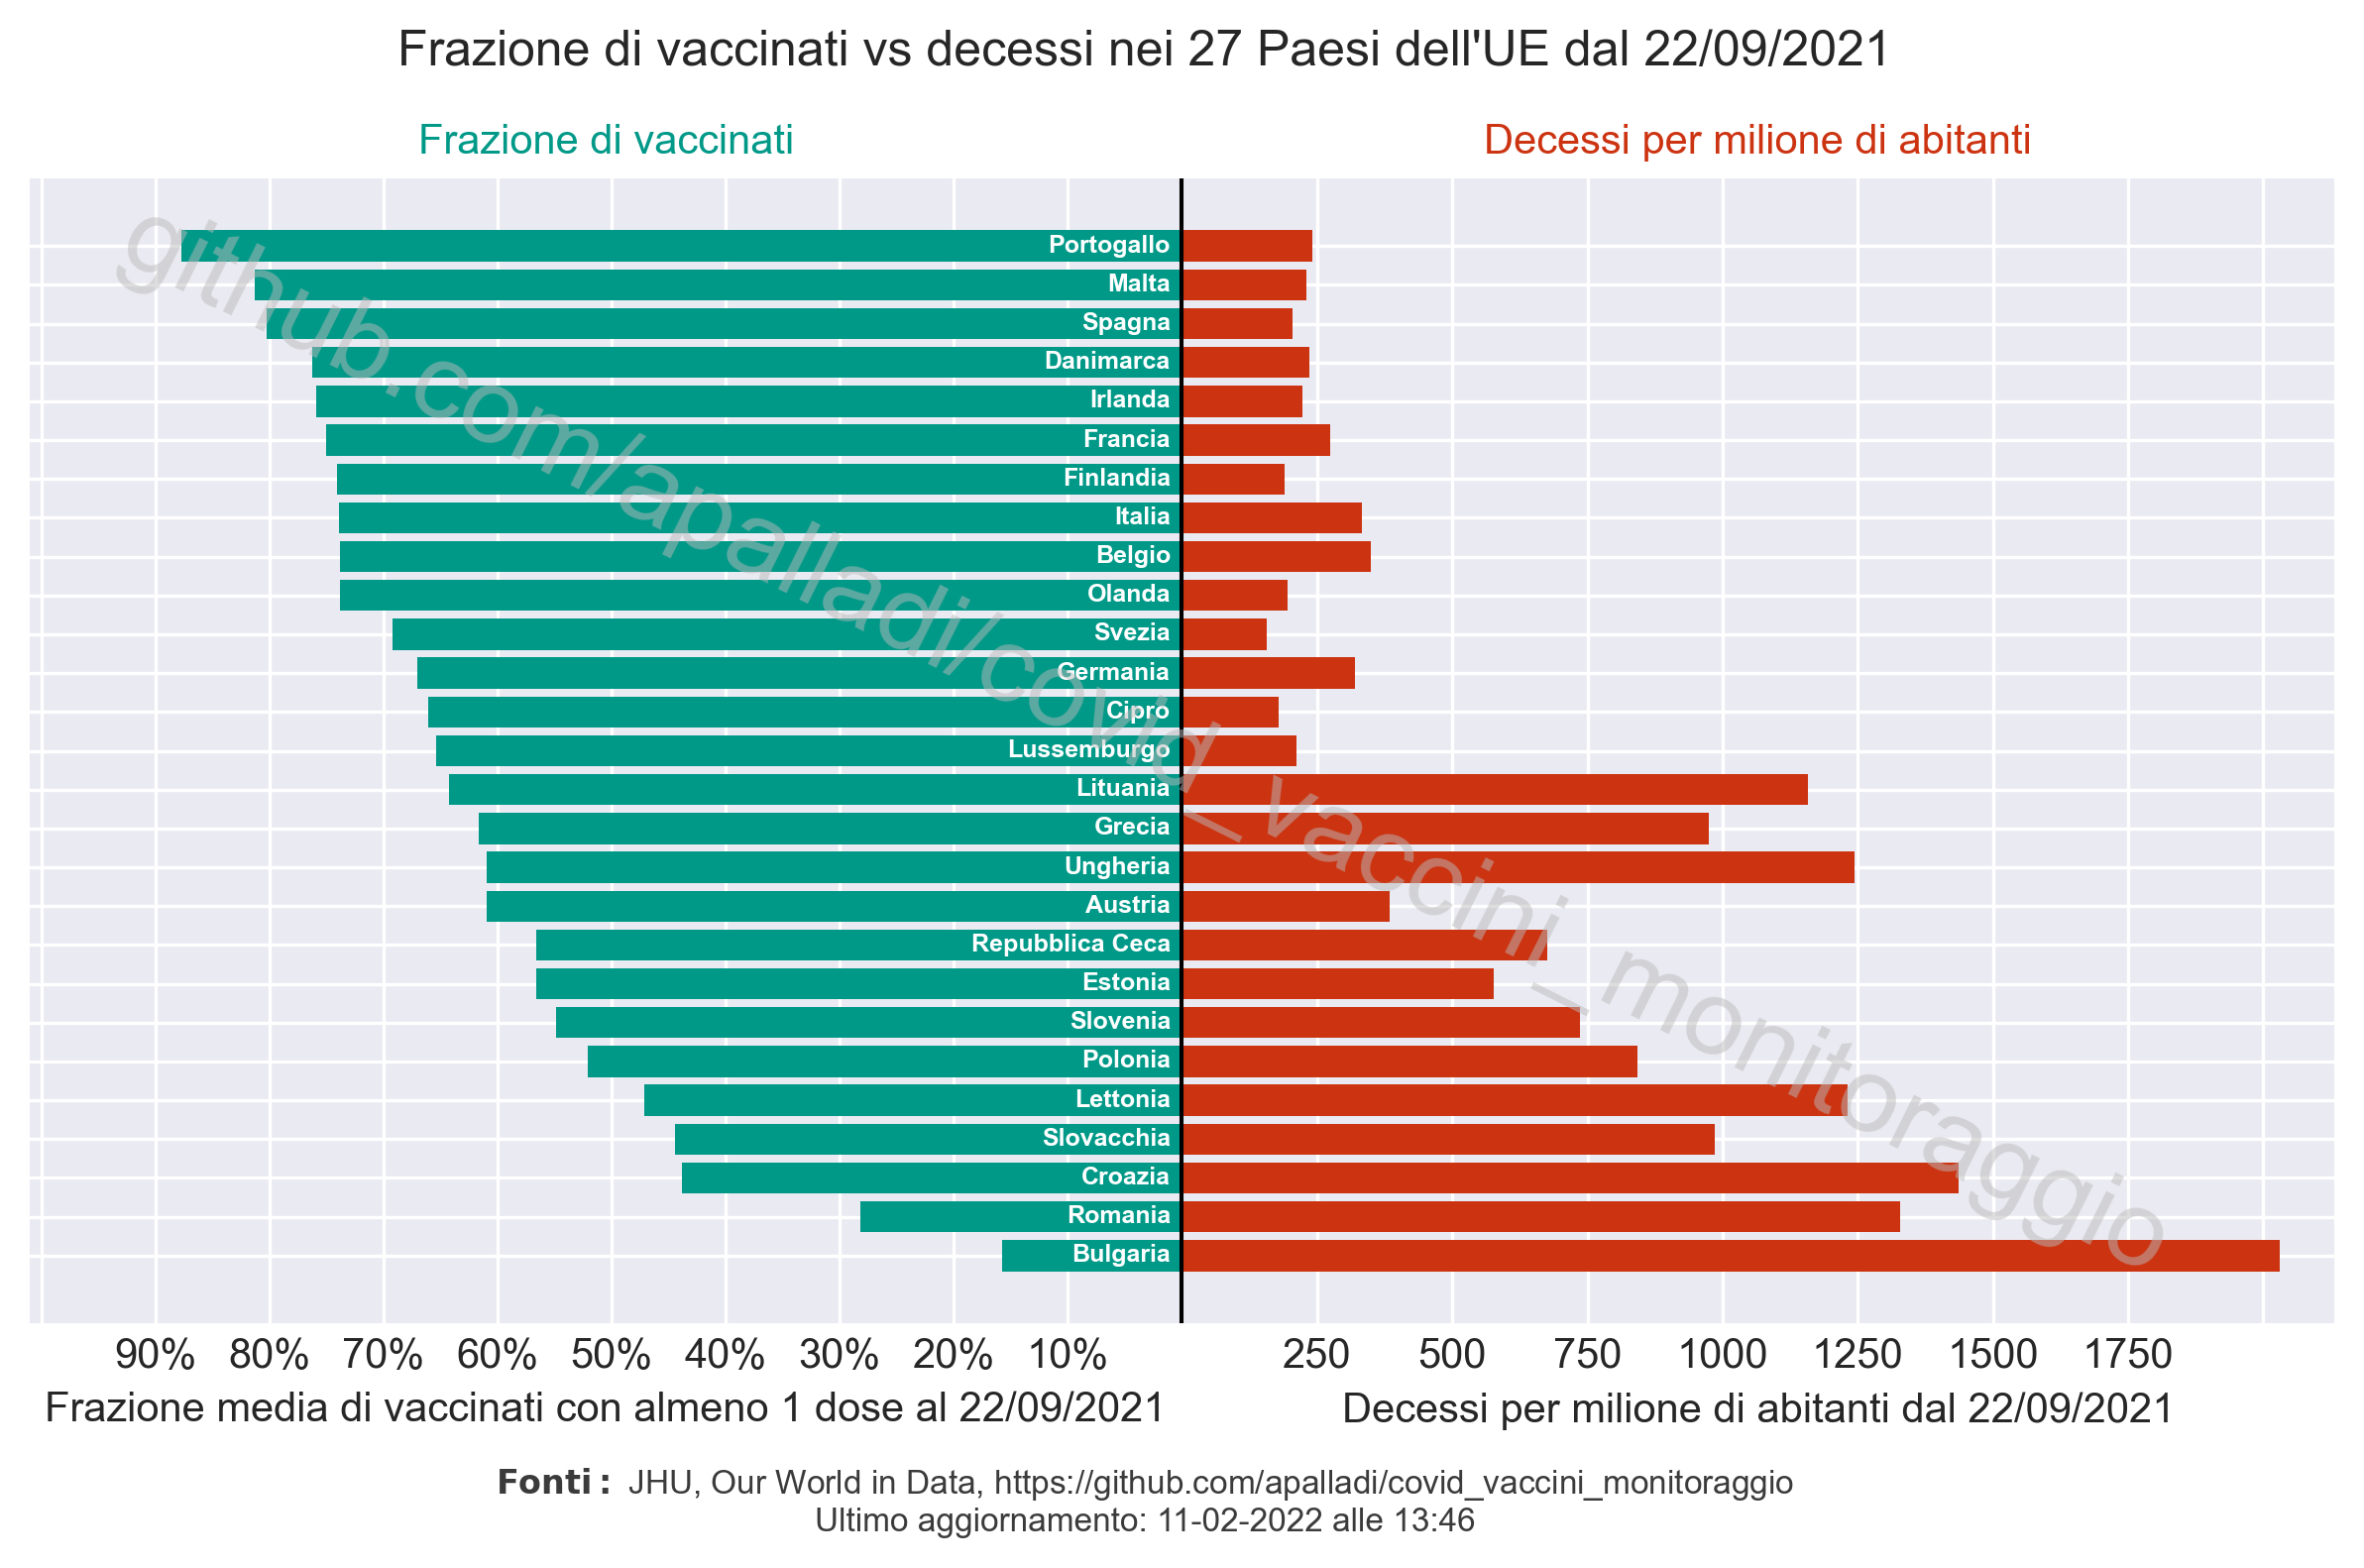 Frazione di vaccinati vs decessi nei 27 Paesi dell'UE dal 22/09/2021
Frazione di vaccinati
Decessi per milione di abitanti
Portogallo
Malta
Spagna
Danimarca
Irlanda
Francia
Finlandia
Italia
Belgio
Olanda
Svezia
Germania
Cipro
Lussemburgo
Lituania
Grecia
Ungheria
Austria
Repubblica Ceca
Estonia
Slovenia
Polonia
Lettonia
Slovacchia
Croazia
Romania
Bulgaria
github.com/apalladi/covid_vaccini_monitoraggio
90% 80% 70% 60% 50% 40% 30% 20% 10%
250 500 750 1000 1250 1500 1750
Frazione media di vaccinati con almeno 1 dose al 22/09/2021
Decessi per milione di abitanti dal 22/09/2021
Fonti: JHU, Our World in Data, https://github.com/apalladi/covid_vaccini_monitoraggio
Ultimo aggiornamento: 11-02-2022 alle 13:46